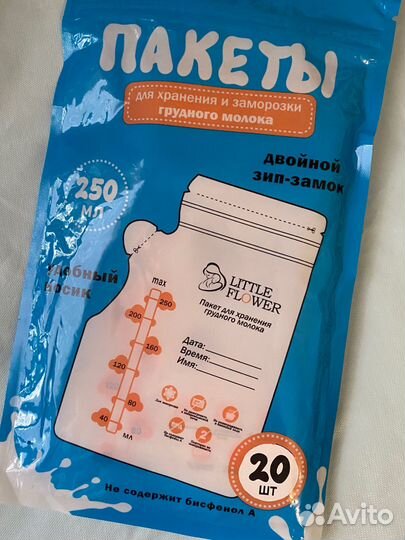 ПАКЕТЫ
для хранения и заморозки
грудного молока
двойной
зип-замок
250
МЛ
удобный
носик
max
250
200
160
120
80
40
МЛ
LITTLE
FLOWER
Пакет для хранения
грудного молока
Дата:
Время:
Имя:
20
ШТ
Не содержит бисфенол А
Avito